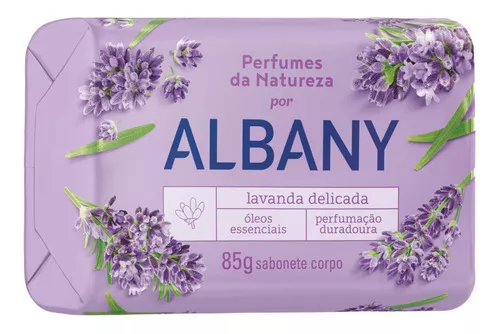 Perfumes
da Natureza
por
ALBANY
lavanda delicada
óleos
essenciais
perfumação
duradoura
85g sabonete corpo